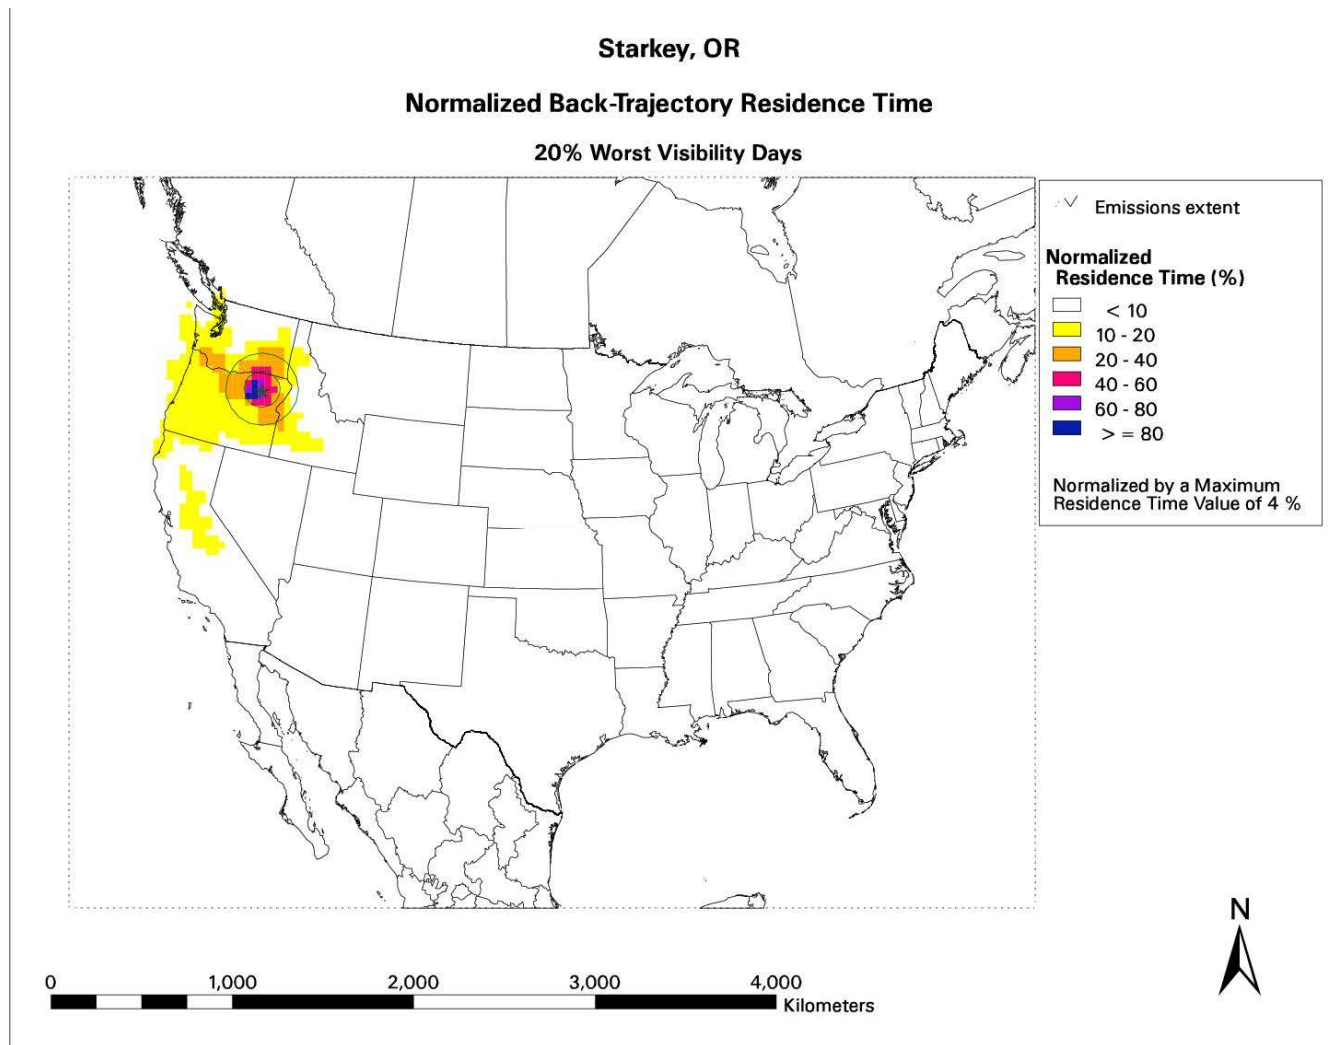 Starkey, OR
Normalized Back-Trajectory Residence Time
20% Worst Visibility Days
Emissions extent
Normalized
Residence Time (%)
< 10
10 - 20
20 - 40
40 - 60
60 - 80
> = 80
Normalized by a Maximum
Residence Time Value of 4 %
N
0 1,000 2,000 3,000 4,000
Kilometers